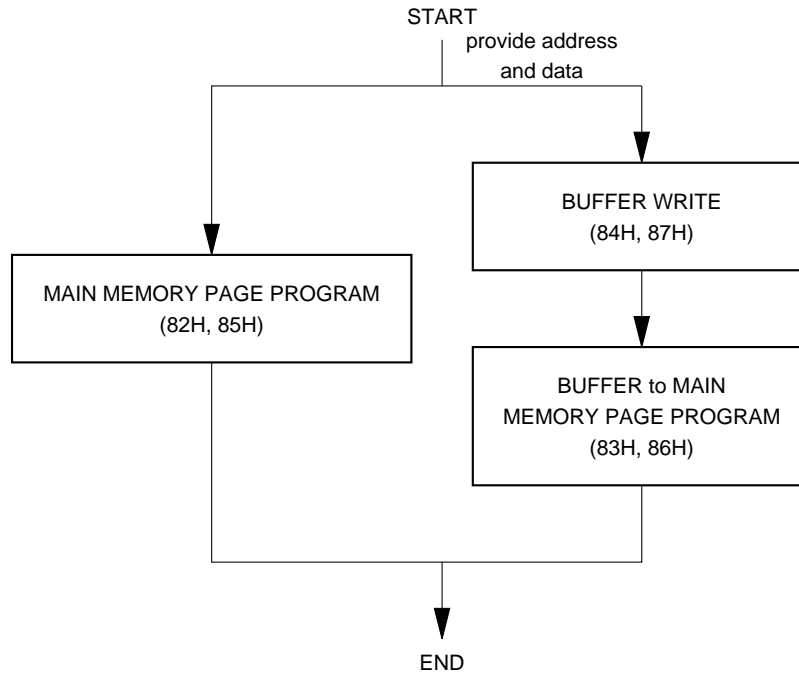 START
provide address
and data
BUFFER WRITE
(84H, 87H)
MAIN MEMORY PAGE PROGRAM
(82H, 85H)
BUFFER to MAIN
MEMORY PAGE PROGRAM
(83H, 86H)
END